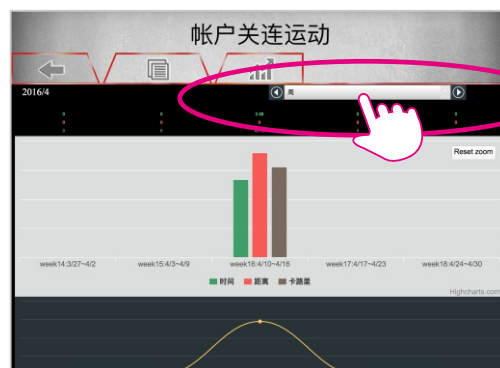 帐户关连运动
2016/4
周
Reset zoom
week14:3/27~4/2 week15:4/3~4/9 week16:4/10~4/16 week17:4/17~4/23 week18:4/24~4/30
时间 距离 卡路里
Highcharts.com